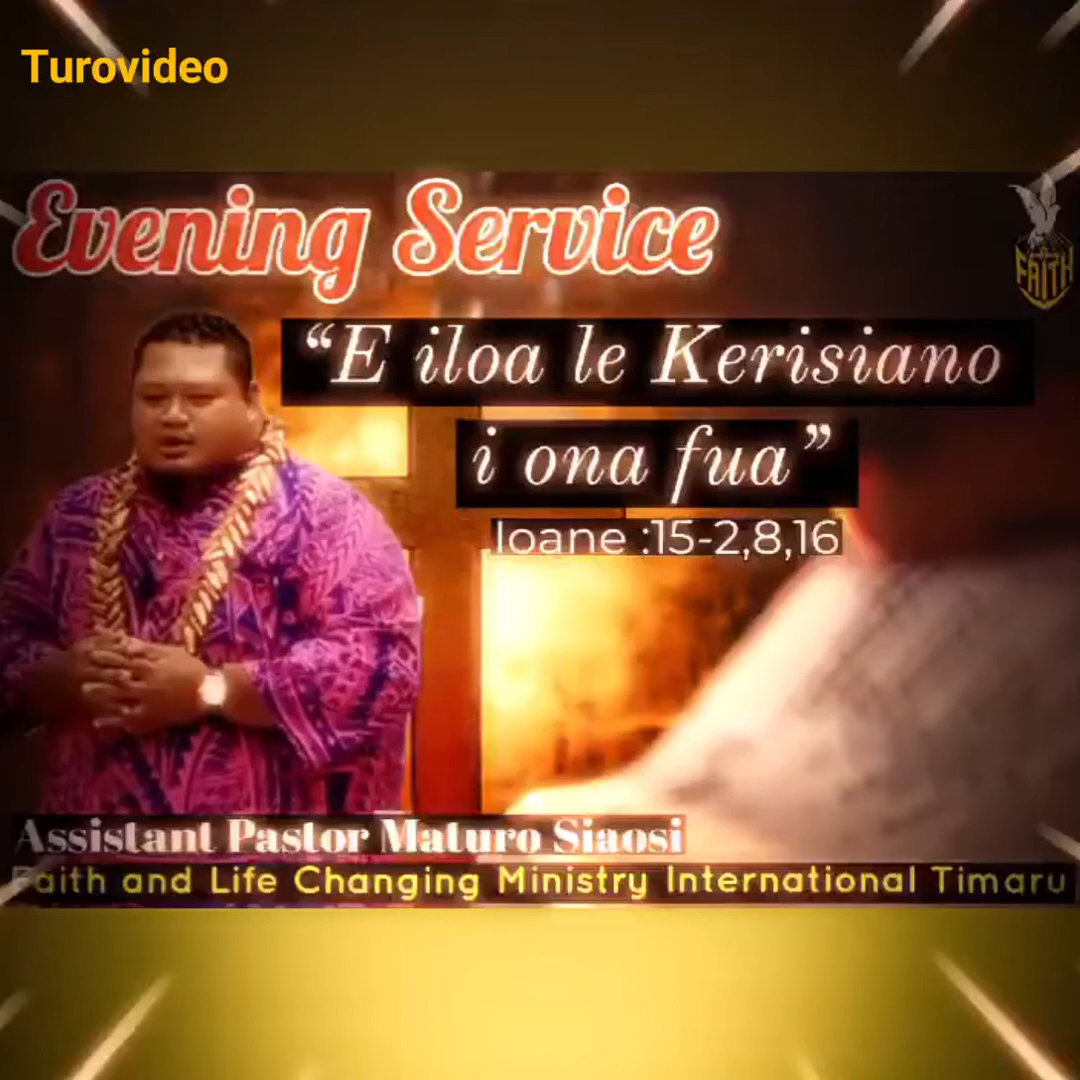 Turovideo
Evening Service
FAITH
“E iloa le Kerisiano
i ona fua”
Ioane :15-2,8,16
Assistant Pastor Maturo Siaosi
Faith and Life Changing Ministry International Timaru